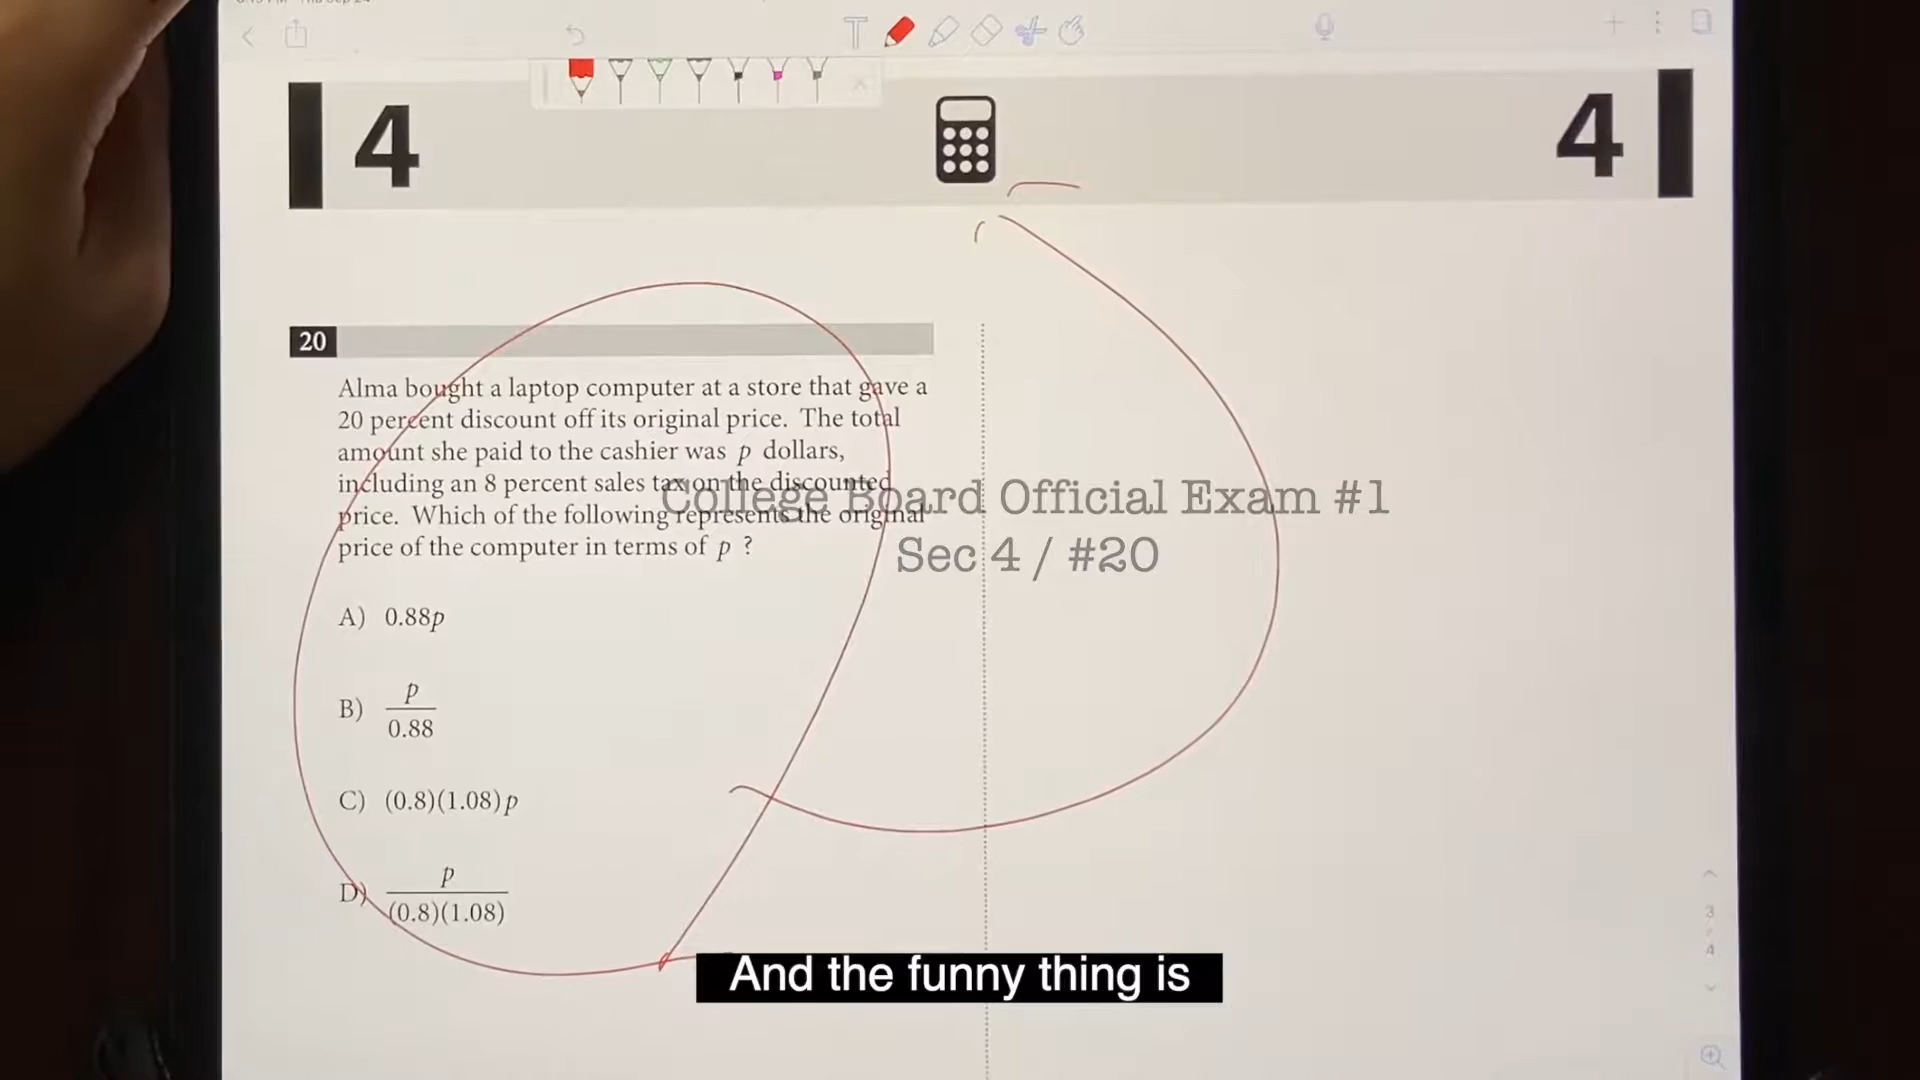 4 4
20
Alma bought a laptop computer at a store that gave a
20 percent discount off its original price. The total
amount she paid to the cashier was p dollars,
including an 8 percent sales tax on the discounted
price. Which of the following represents the original
price of the computer in terms of p ?
College Board Official Exam #1
Sec 4 / #20
A) 0.88p
B) p
0.88
C) (0.8)(1.08)p
D) p
(0.8)(1.08)
3
4
And the funny thing is